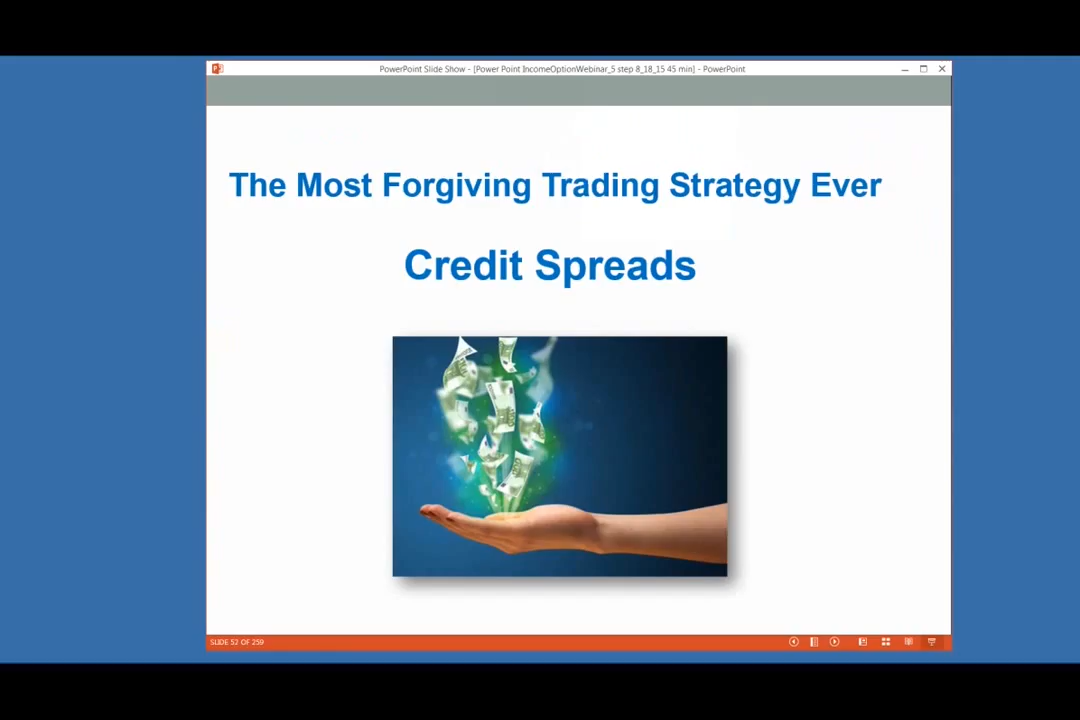 PowerPoint Slide Show - [Power Point IncomeOptionWebinar_5 step 8_18_15 45 min] - PowerPoint
The Most Forgiving Trading Strategy Ever
Credit Spreads
SLIDE 52 OF 259